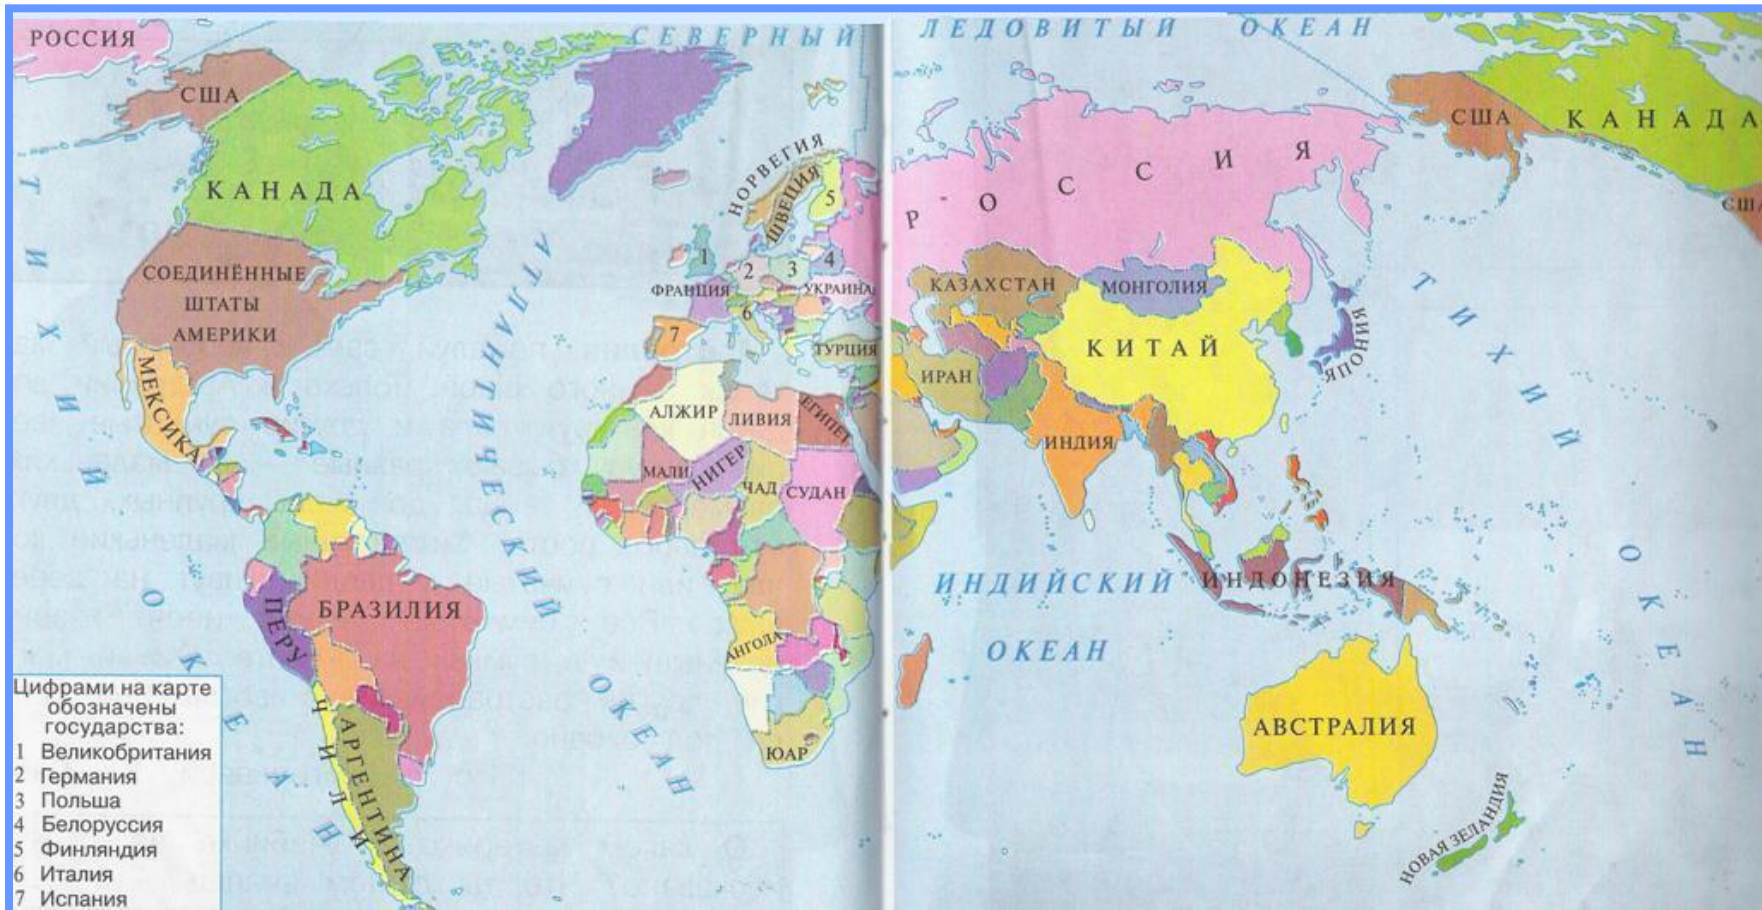 СЕВЕРНЫЙ ЛЕДОВИТЫЙ ОКЕАН
РОССИЯ
США
КАНАДА
СОЕДИНЁННЫЕ
ШТАТЫ
АМЕРИКИ
МЕКСИКА
ТИХИЙ ОКЕАН
АТЛАНТИЧЕСКИЙ ОКЕАН
ПЕРУ
БРАЗИЛИЯ
ЧИЛИ
АРГЕНТИНА
НОРВЕГИЯ
ШВЕЦИЯ
5
1
2
3
4
ФРАНЦИЯ
УКРАИНА
6
7
ТУРЦИЯ
АЛЖИР
ЛИВИЯ
ЕГИПЕТ
МАЛИ
НИГЕР
ЧАД
СУДАН
АНГОЛА
ЮАР
РОССИЯ
США
КАНАДА
США
КАЗАХСТАН
МОНГОЛИЯ
КИТАЙ
ЯПОНИЯ
ИРАН
ИНДИЯ
ТИХИЙ ОКЕАН
ИНДИЙСКИЙ
ОКЕАН
ИНДОНЕЗИЯ
АВСТРАЛИЯ
НОВАЯ ЗЕЛАНДИЯ
Цифрами на карте
обозначены
государства:
1 Великобритания
2 Германия
3 Польша
4 Белоруссия
5 Финляндия
6 Италия
7 Испания